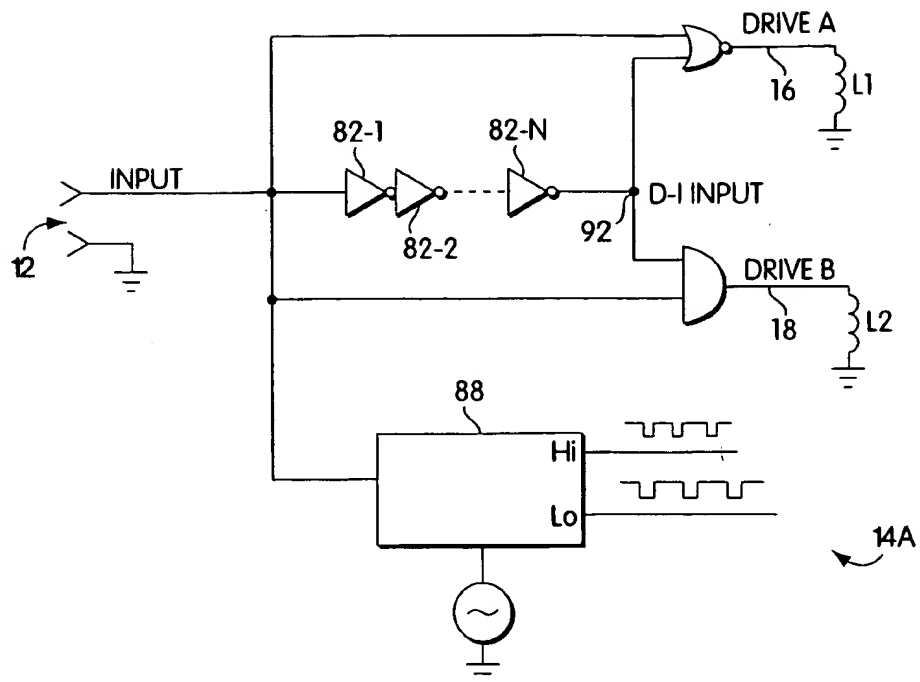 DRIVE A
16
L1
82-1
82-N
INPUT
D-I INPUT
92
82-2
12
DRIVE B
18
L2
88
Hi
Lo
14A